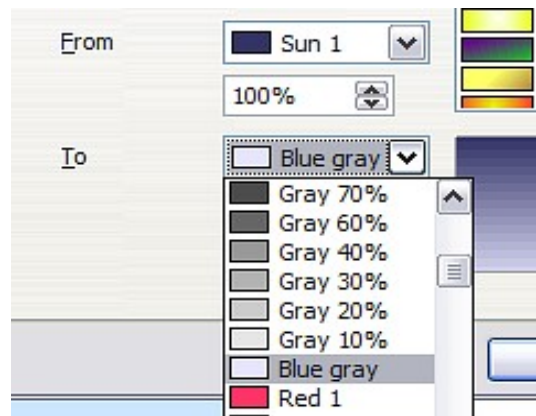 From
Sun 1
100%
To
Blue gray
Gray 70%
Gray 60%
Gray 40%
Gray 30%
Gray 20%
Gray 10%
Blue gray
Red 1